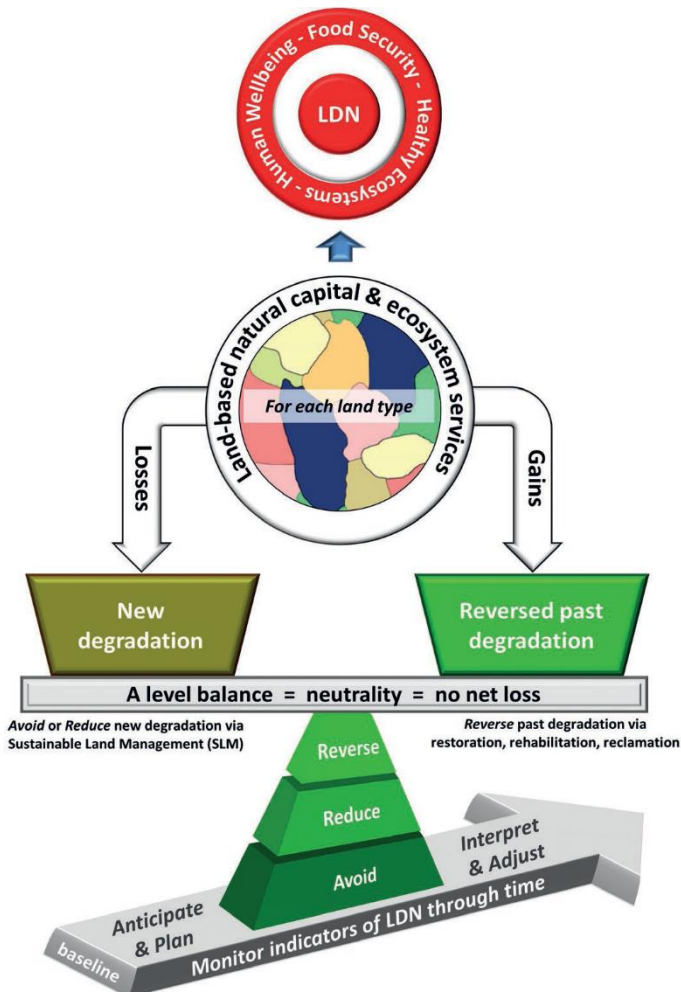 Human Wellbeing - Food Security - Healthy Ecosystems -
LDN
Land-based natural capital & ecosystem services
For each land type
Losses
Gains
New
degradation
Reversed past
degradation
A level balance = neutrality = no net loss
Avoid or Reduce new degradation via
Sustainable Land Management (SLM)
Reverse past degradation via
restoration, rehabilitation, reclamation
Reverse
Reduce
Avoid
Anticipate
& Plan
Interpret
& Adjust
baseline
Monitor indicators of LDN through time